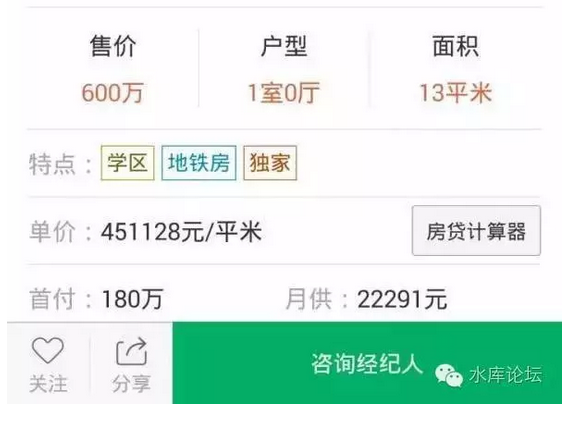 售价 户型 面积
600万 1室0厅 13平米
特点： 学区 地铁房 独家
单价：451128元/平米 房贷计算器
首付：180万 月供：22291元
关注 分享 咨询经纪人 水库论坛